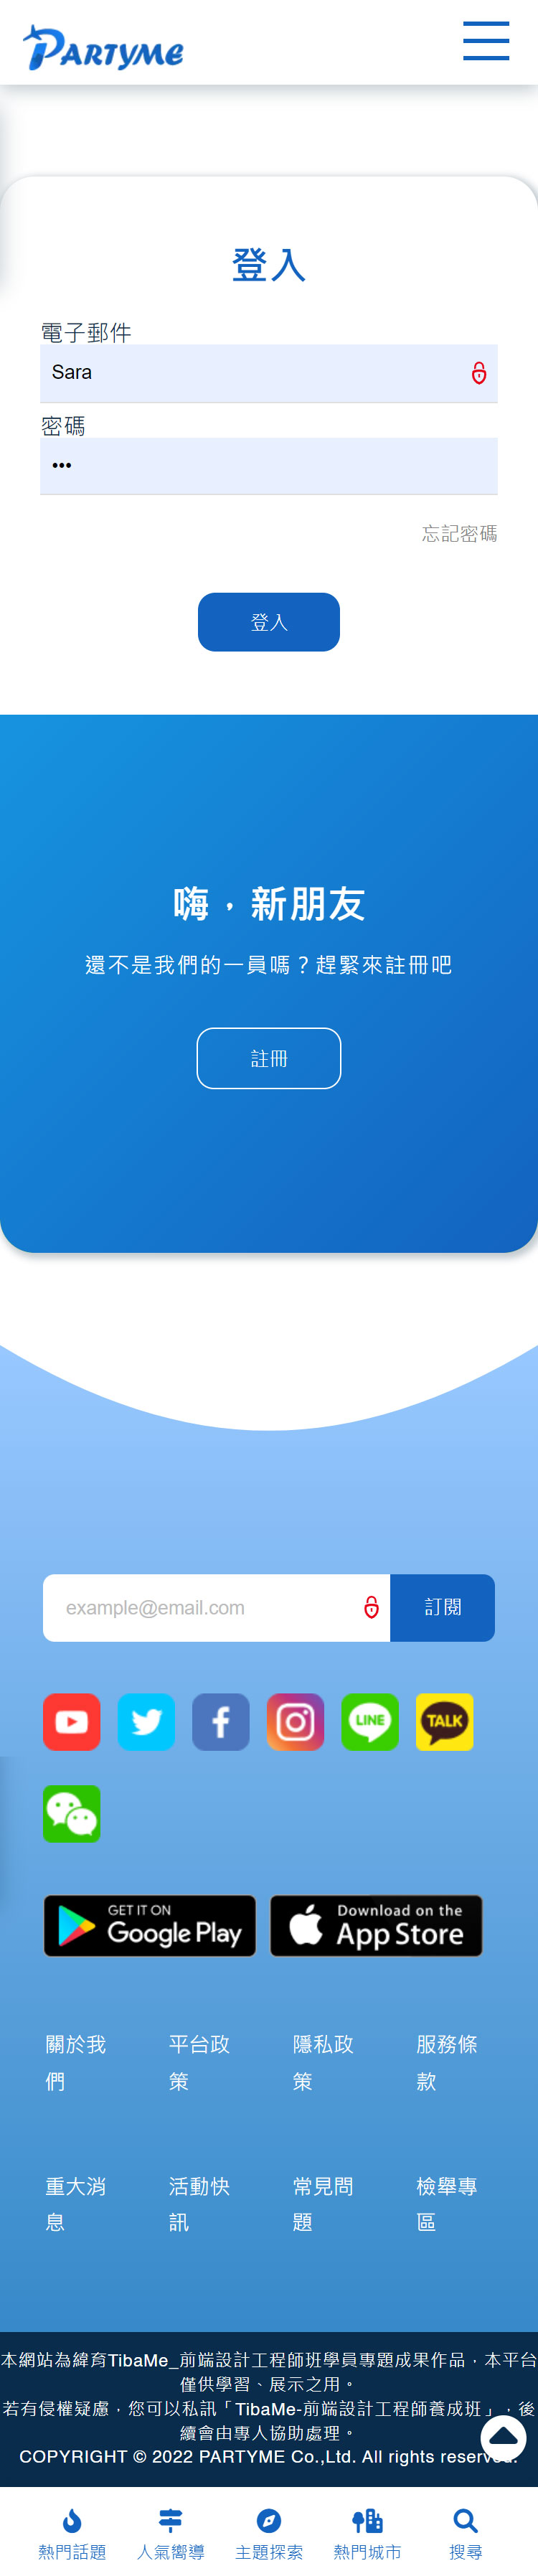 PARTYME
登入
電子郵件
Sara
密碼
•••
忘記密碼
登入
嗨，新朋友
還不是我們的一員嗎？趕緊來註冊吧
註冊
example@email.com
訂閱
LINE
TALK
GET IT ON
Google Play
Download on the
App Store
關於我們
平台政策
隱私政策
服務條款
重大消息
活動快訊
常見問題
檢舉專區
本網站為緯育TibaMe_前端設計工程師班學員專題成果作品，本平台
僅供學習、展示之用。
若有侵權疑慮，您可以私訊「TibaMe-前端設計工程師養成班」，後
續會由專人協助處理。
COPYRIGHT © 2022 PARTYME Co.,Ltd. All rights reserved.
熱門話題
人氣嚮導
主題探索
熱門城市
搜尋